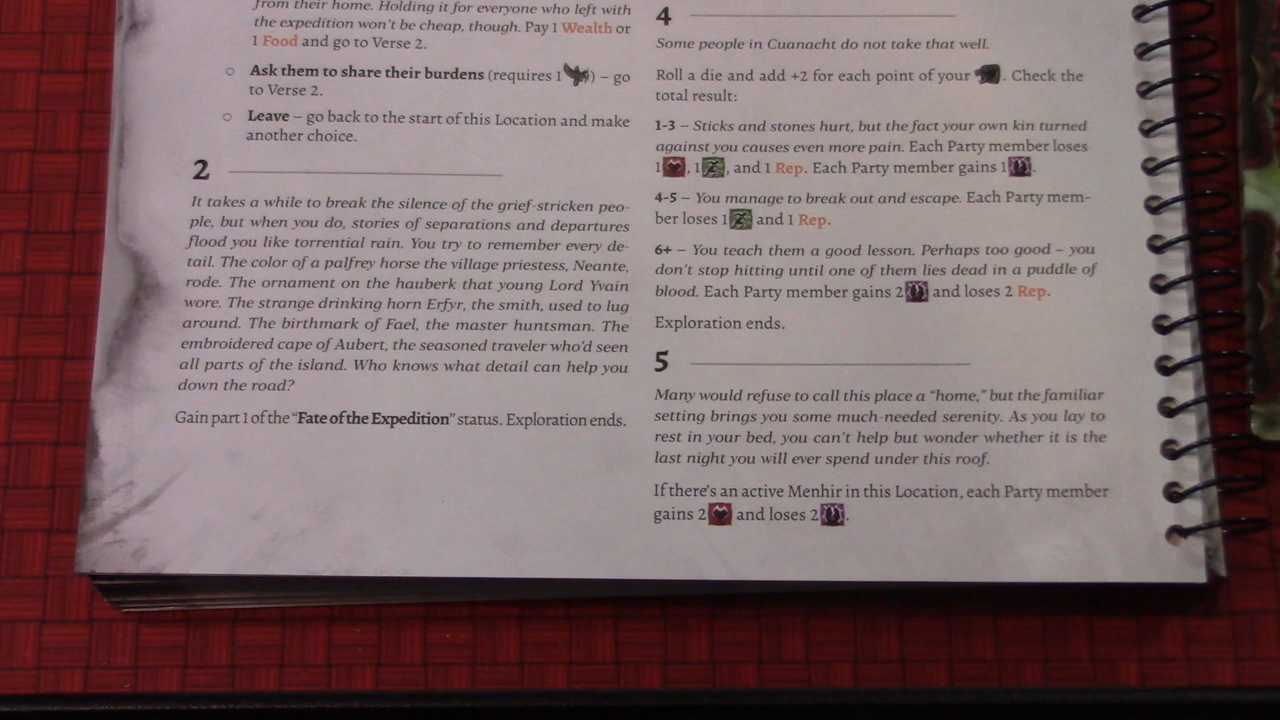 from their home. Holding it for everyone who left with
the expedition won't be cheap, though. Pay 1 Wealth or
1 Food and go to Verse 2.
○ Ask them to share their burdens (requires 1 ) – go
to Verse 2.
○ Leave – go back to the start of this Location and make
another choice.
2
It takes a while to break the silence of the grief-stricken peo-
ple, but when you do, stories of separations and departures
flood you like torrential rain. You try to remember every de-
tail. The color of a palfrey horse the village priestess, Neante,
rode. The ornament on the hauberk that young Lord Yvain
wore. The strange drinking horn Erfyr, the smith, used to lug
around. The birthmark of Fael, the master huntsman. The
embroidered cape of Aubert, the seasoned traveler who'd seen
all parts of the island. Who knows what detail can help you
down the road?
Gain part 1 of the "Fate of the Expedition" status. Exploration ends.
4
Some people in Cuanacht do not take that well.
Roll a die and add +2 for each point of your . Check the
total result:
1-3 – Sticks and stones hurt, but the fact your own kin turned
against you causes even more pain. Each Party member loses
1 , 1 , and 1 Rep. Each Party member gains 1 .
4-5 – You manage to break out and escape. Each Party mem-
ber loses 1 and 1 Rep.
6+ – You teach them a good lesson. Perhaps too good – you
don't stop hitting until one of them lies dead in a puddle of
blood. Each Party member gains 2 and loses 2 Rep.
Exploration ends.
5
Many would refuse to call this place a "home," but the familiar
setting brings you some much-needed serenity. As you lay to
rest in your bed, you can't help but wonder whether it is the
last night you will ever spend under this roof.
If there's an active Menhir in this Location, each Party member
gains 2 and loses 2 .